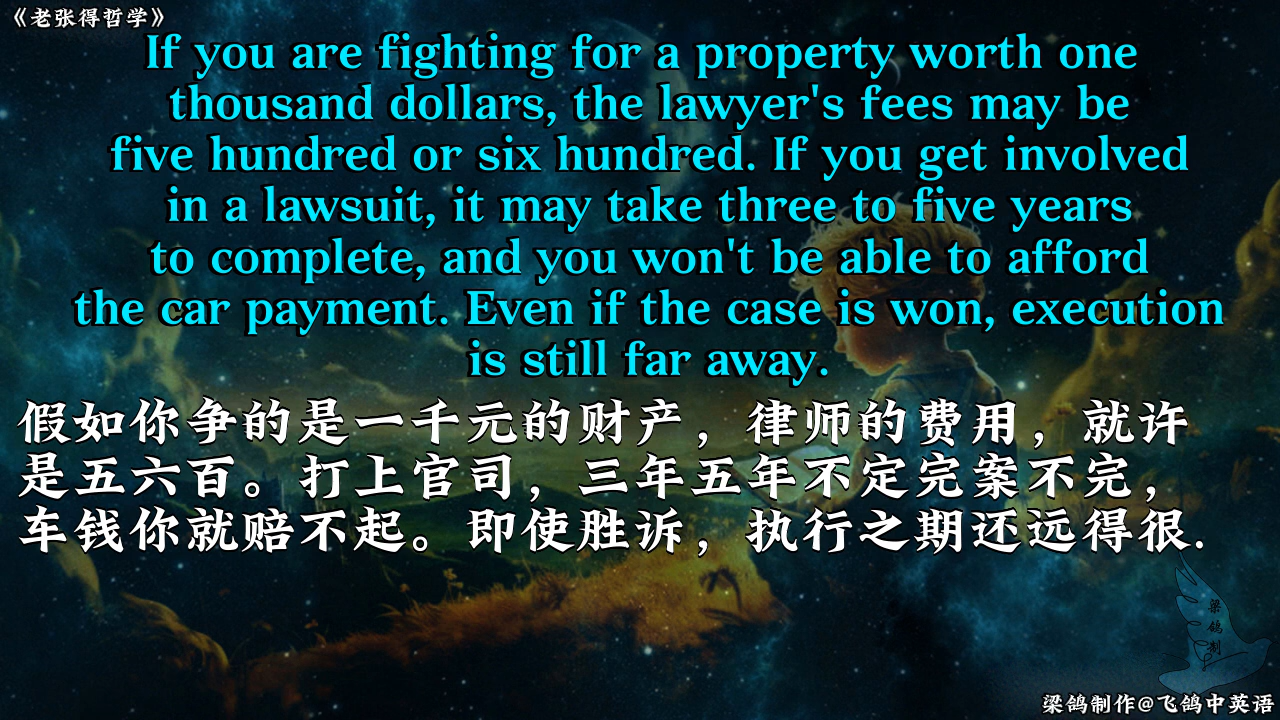 《老张得哲学》
If you are fighting for a property worth one
thousand dollars, the lawyer's fees may be
five hundred or six hundred. If you get involved
in a lawsuit, it may take three to five years
to complete, and you won't be able to afford
the car payment. Even if the case is won, execution
is still far away.
假如你争的是一千元的财产，律师的费用，就许
是五六百。打上官司，三年五年不定完案不完，
车钱你就赔不起。即使胜诉，执行之期还远得很.
梁
鸽
制
梁鸽制作@飞鸽中英语